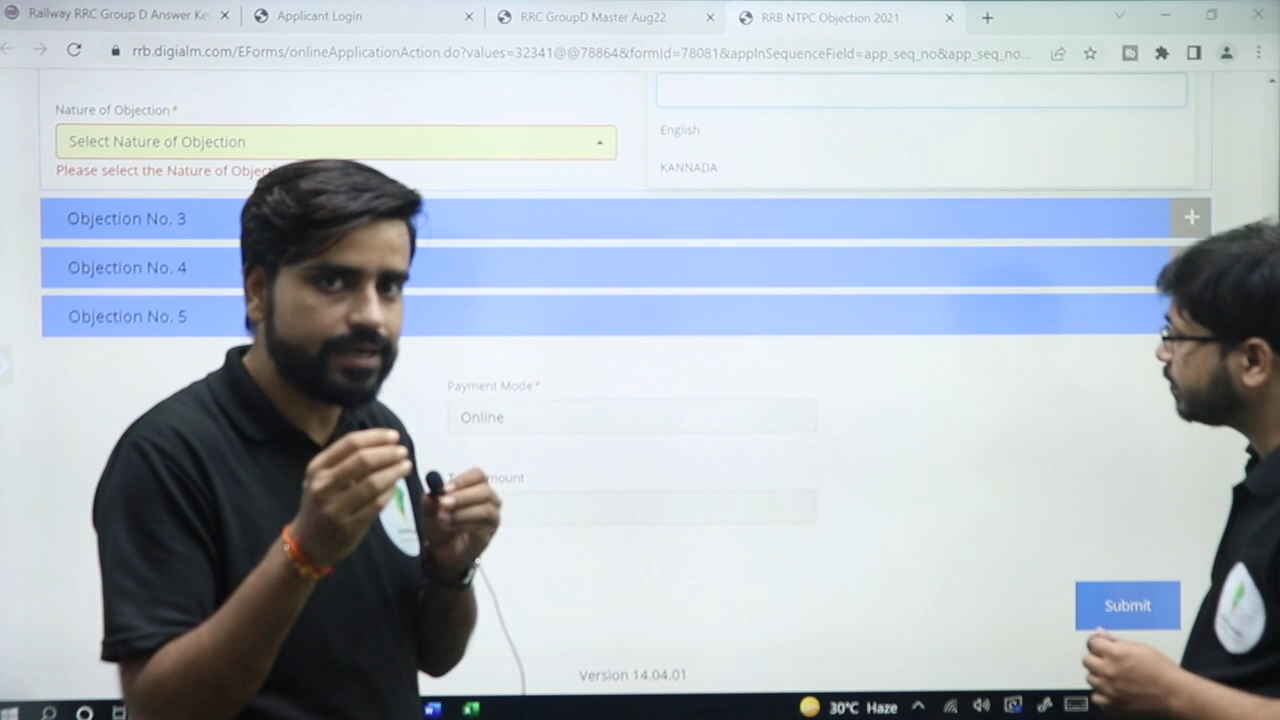 Railway RRC Group D Answer Ke
Applicant Login
RRC GroupD Master Aug22
RRB NTPC Objection 2021
rrb.digialm.com/EForms/onlineApplicationAction.do?values=32341@@78864&formId=78081&appInSequenceField=app_seq_no&app_seq_no...
Nature of Objection*
Select Nature of Objection
Please select the Nature of Objec
English
KANNADA
Objection No. 3
Objection No. 4
Objection No. 5
Payment Mode*
Online
mount
Submit
Version 14.04.01
30°C Haze